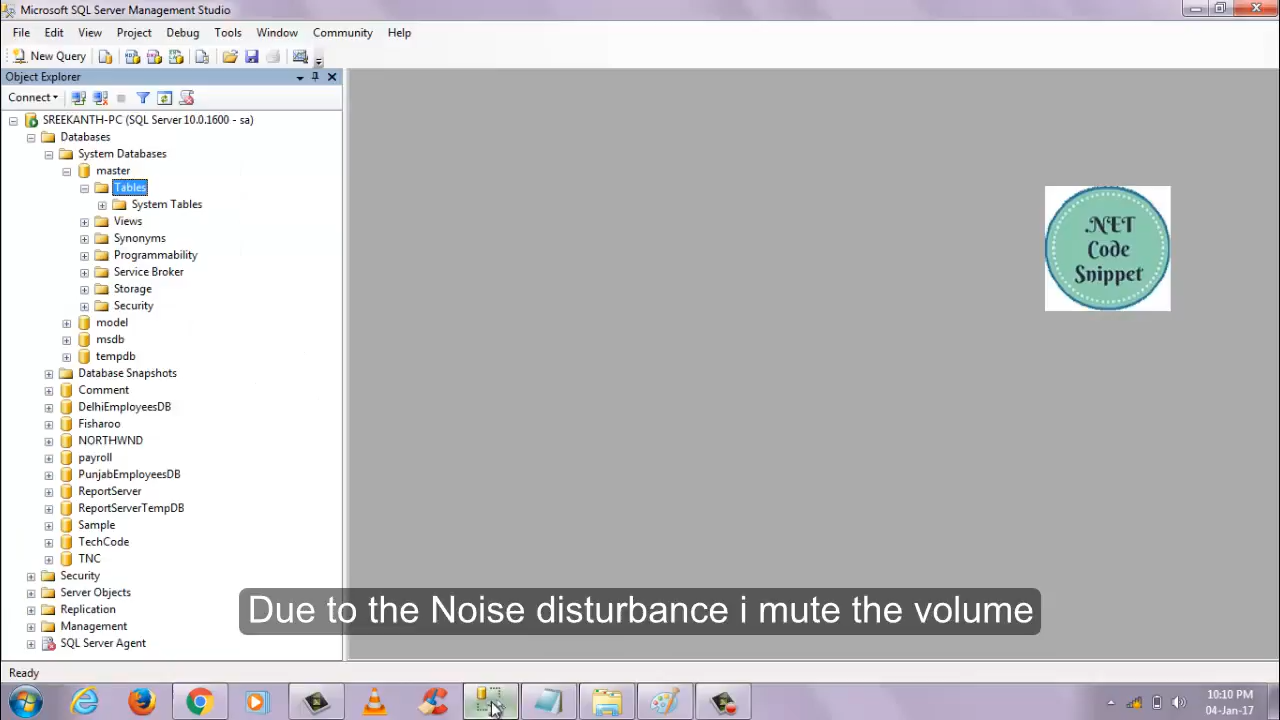 Microsoft SQL Server Management Studio
File Edit View Project Debug Tools Window Community Help
New Query
Object Explorer
Connect
SREEKANTH-PC (SQL Server 10.0.1600 - sa)
Databases
System Databases
master
Tables
System Tables
Views
Synonyms
Programmability
Service Broker
Storage
Security
model
msdb
tempdb
Database Snapshots
Comment
DelhiEmployeesDB
Fisharoo
NORTHWND
payroll
PunjabEmployeesDB
ReportServer
ReportServerTempDB
Sample
TechCode
TNC
Security
Server Objects
Replication
Management
SQL Server Agent
.NET
Code
Snippet
Due to the Noise disturbance i mute the volume
Ready
10:10 PM
04-Jan-17